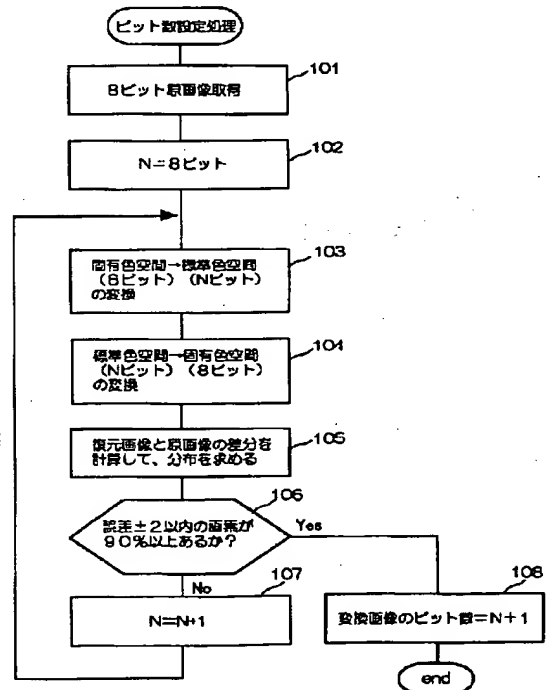 ビット数設定処理
101
8ビット原画像取得
102
N=8ビット
103
固有色空間→標準色空間
(8ビット) (Nビット)
の変換
104
標準色空間→固有色空間
(Nビット) (8ビット)
の変換
105
復元画像と原画像の差分を
計算して、分布を求める
106
誤差±2以内の画素が
90%以上あるか?
Yes
No
107
N=N+1
108
変換画像のビット数=N+1
end